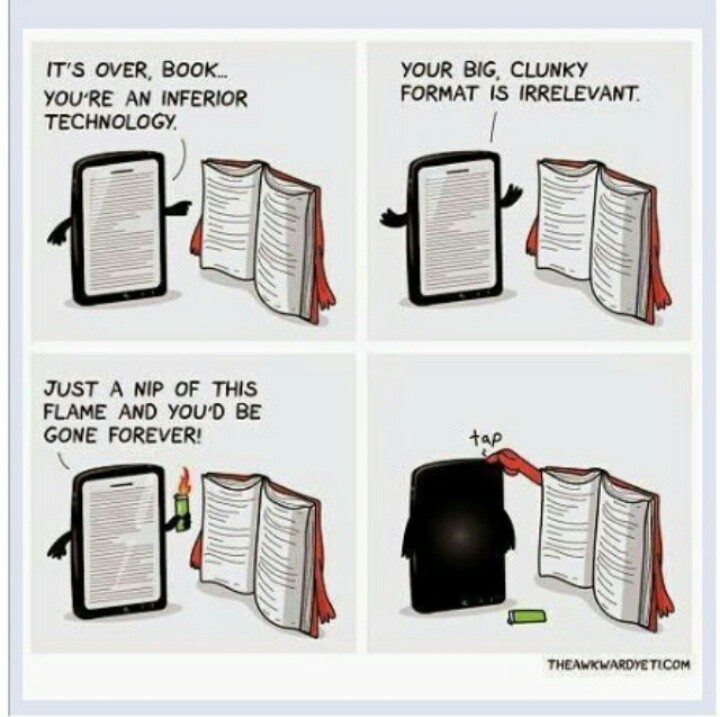 IT'S OVER, BOOK...
YOU'RE AN INFERIOR
TECHNOLOGY.
YOUR BIG, CLUNKY
FORMAT IS IRRELEVANT.
JUST A NIP OF THIS
FLAME AND YOU'D BE
GONE FOREVER!
tap
THEAWKWARDYETI.COM